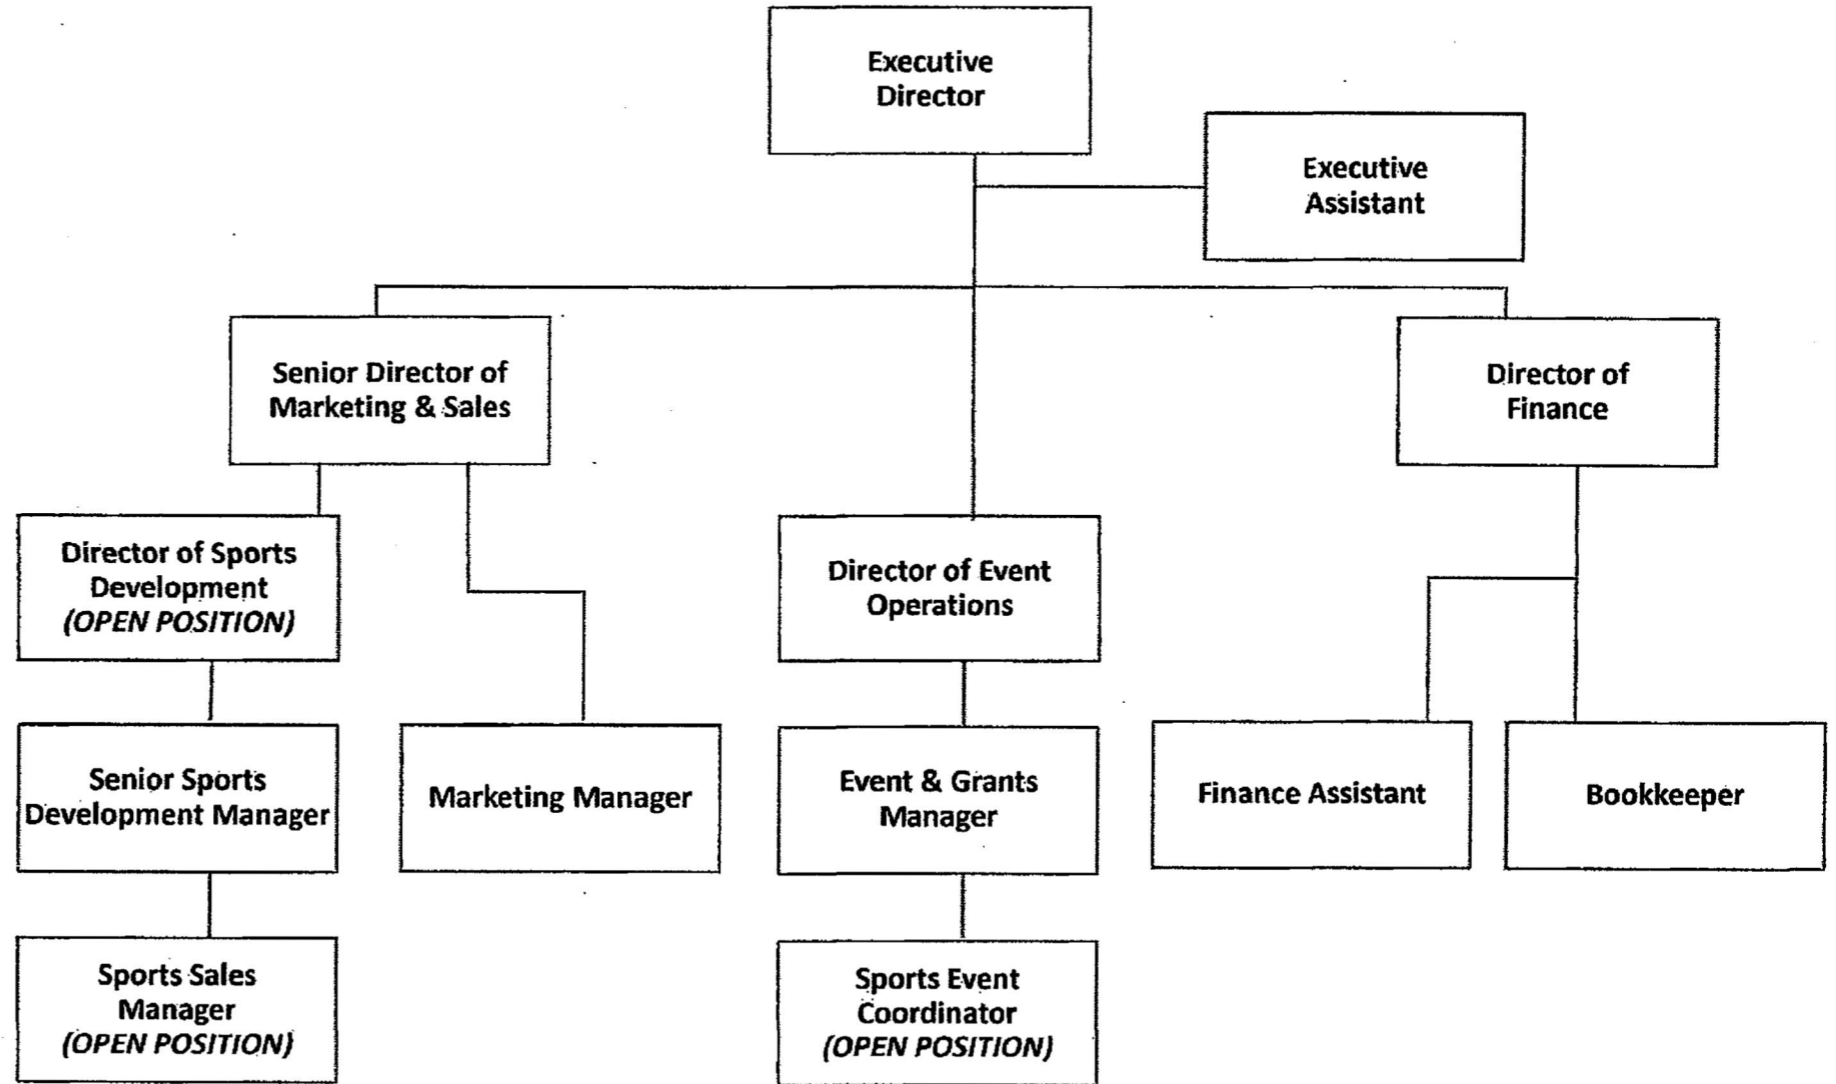 Executive
Director
Executive
Assistant
Senior Director of
Marketing & Sales
Director of
Finance
Director of Sports
Development
(OPEN POSITION)
Director of Event
Operations
Senior Sports
Development Manager
Marketing Manager
Event & Grants
Manager
Finance Assistant
Bookkeeper
Sports Sales
Manager
(OPEN POSITION)
Sports Event
Coordinator
(OPEN POSITION)